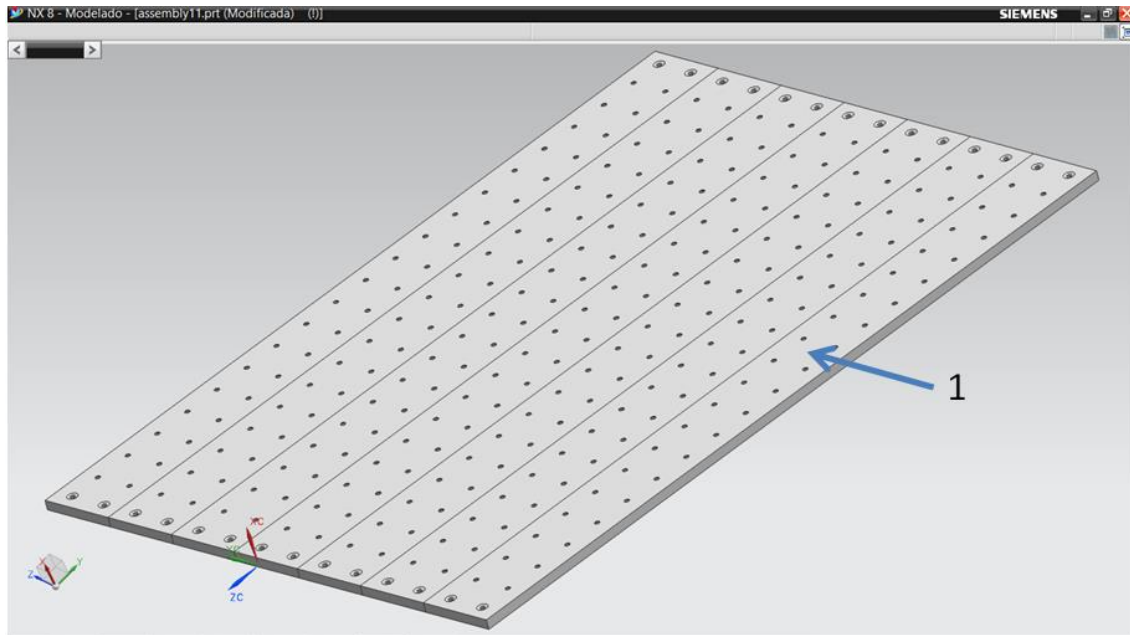 NX 8 - Modelado - [assembly11.prt (Modificada) (!)]
SIEMENS
1
XC
ZC
X
Y
Z